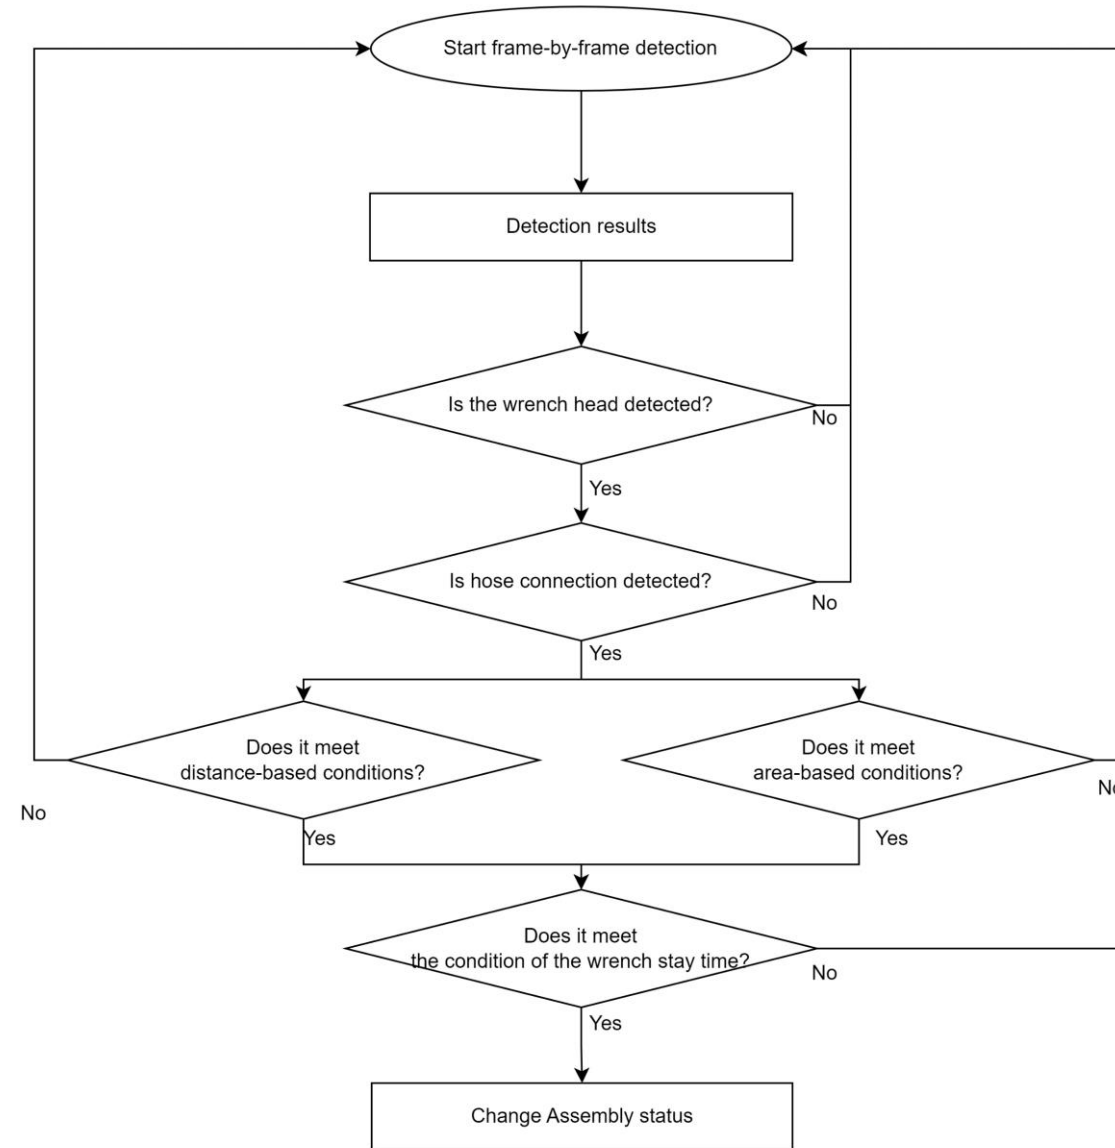 Start frame-by-frame detection
Detection results
Is the wrench head detected?
No
Yes
Is hose connection detected?
No
Yes
Does it meet
distance-based conditions?
No
Yes
Does it meet
area-based conditions?
No
Yes
Does it meet
the condition of the wrench stay time?
No
Yes
Change Assembly status